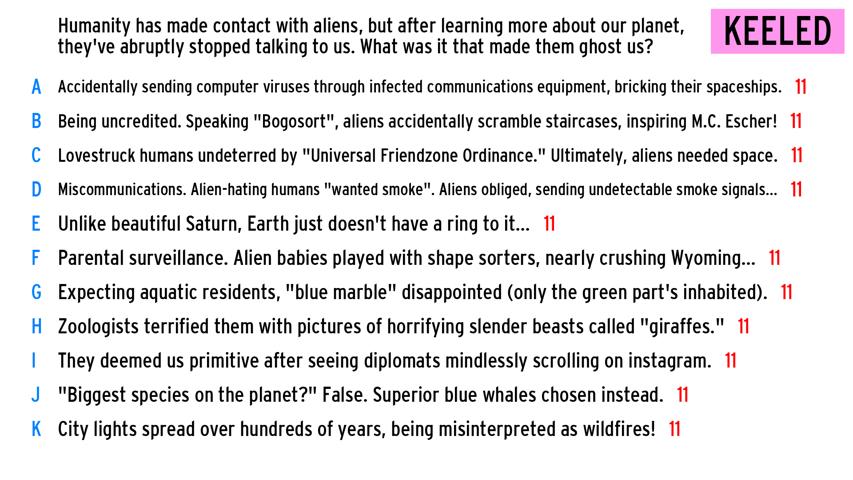 Humanity has made contact with aliens, but after learning more about our planet,
they've abruptly stopped talking to us. What was it that made them ghost us?
KEELED
A Accidentally sending computer viruses through infected communications equipment, bricking their spaceships. 11
B Being uncredited. Speaking "Bogosort", aliens accidentally scramble staircases, inspiring M.C. Escher! 11
C Lovestruck humans undeterred by "Universal Friendzone Ordinance." Ultimately, aliens needed space. 11
D Miscommunications. Alien-hating humans "wanted smoke". Aliens obliged, sending undetectable smoke signals... 11
E Unlike beautiful Saturn, Earth just doesn't have a ring to it... 11
F Parental surveillance. Alien babies played with shape sorters, nearly crushing Wyoming... 11
G Expecting aquatic residents, "blue marble" disappointed (only the green part's inhabited). 11
H Zoologists terrified them with pictures of horrifying slender beasts called "giraffes." 11
I They deemed us primitive after seeing diplomats mindlessly scrolling on instagram. 11
J "Biggest species on the planet?" False. Superior blue whales chosen instead. 11
K City lights spread over hundreds of years, being misinterpreted as wildfires! 11